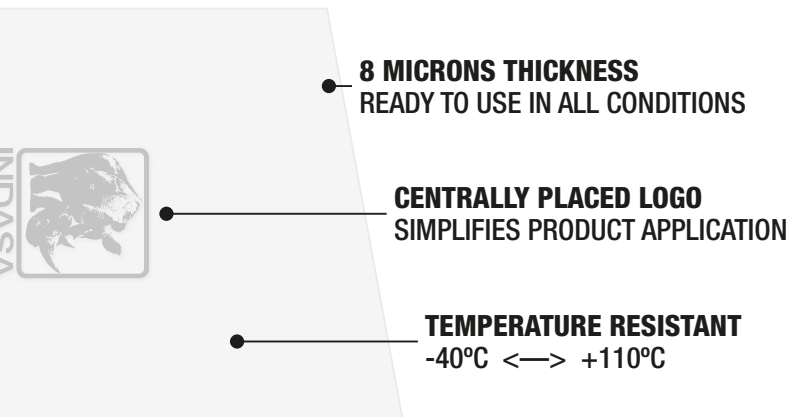 8 MICRONS THICKNESS
READY TO USE IN ALL CONDITIONS
INDASA
CENTRALLY PLACED LOGO
SIMPLIFIES PRODUCT APPLICATION
TEMPERATURE RESISTANT
-40ºC <—> +110ºC